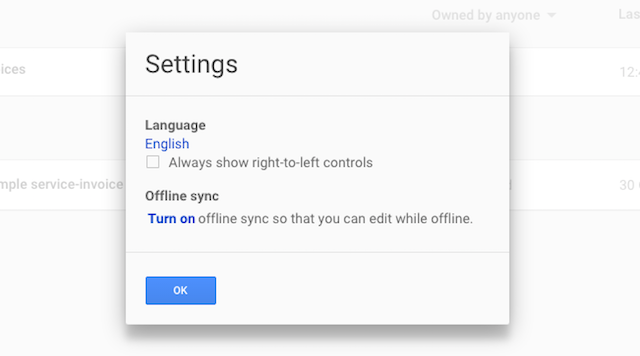 Owned by anyone
Las
Settings
ices
12:4
Language
English
Always show right-to-left controls
mple service-invoice
30
Offline sync
Turn on offline sync so that you can edit while offline.
OK